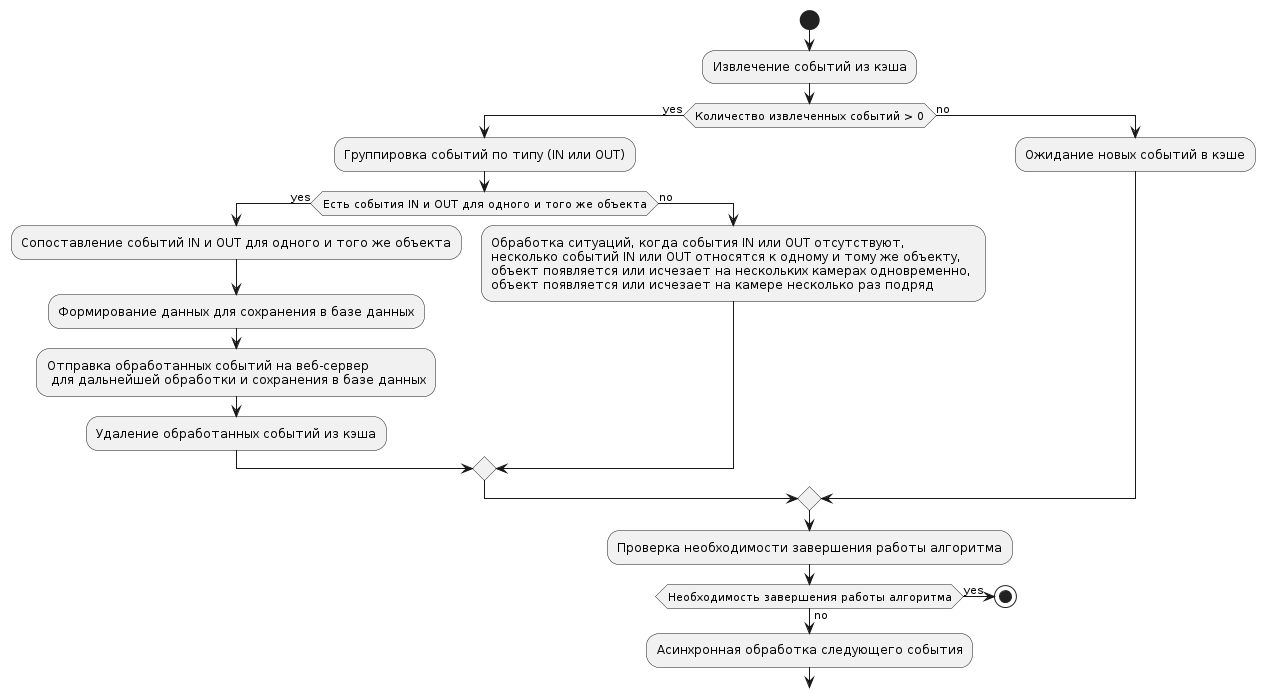 Извлечение событий из кэша
yes
Количество извлеченных событий > 0
no
Группировка событий по типу (IN или OUT)
Ожидание новых событий в кэше
yes
Есть события IN и OUT для одного и того же объекта
no
Сопоставление событий IN и OUT для одного и того же объекта
Обработка ситуаций, когда события IN или OUT отсутствуют,
несколько событий IN или OUT относятся к одному и тому же объекту,
объект появляется или исчезает на нескольких камерах одновременно,
объект появляется или исчезает на камере несколько раз подряд
Формирование данных для сохранения в базе данных
Отправка обработанных событий на веб-сервер
для дальнейшей обработки и сохранения в базе данных
Удаление обработанных событий из кэша
Проверка необходимости завершения работы алгоритма
Необходимость завершения работы алгоритма
yes
no
Асинхронная обработка следующего события